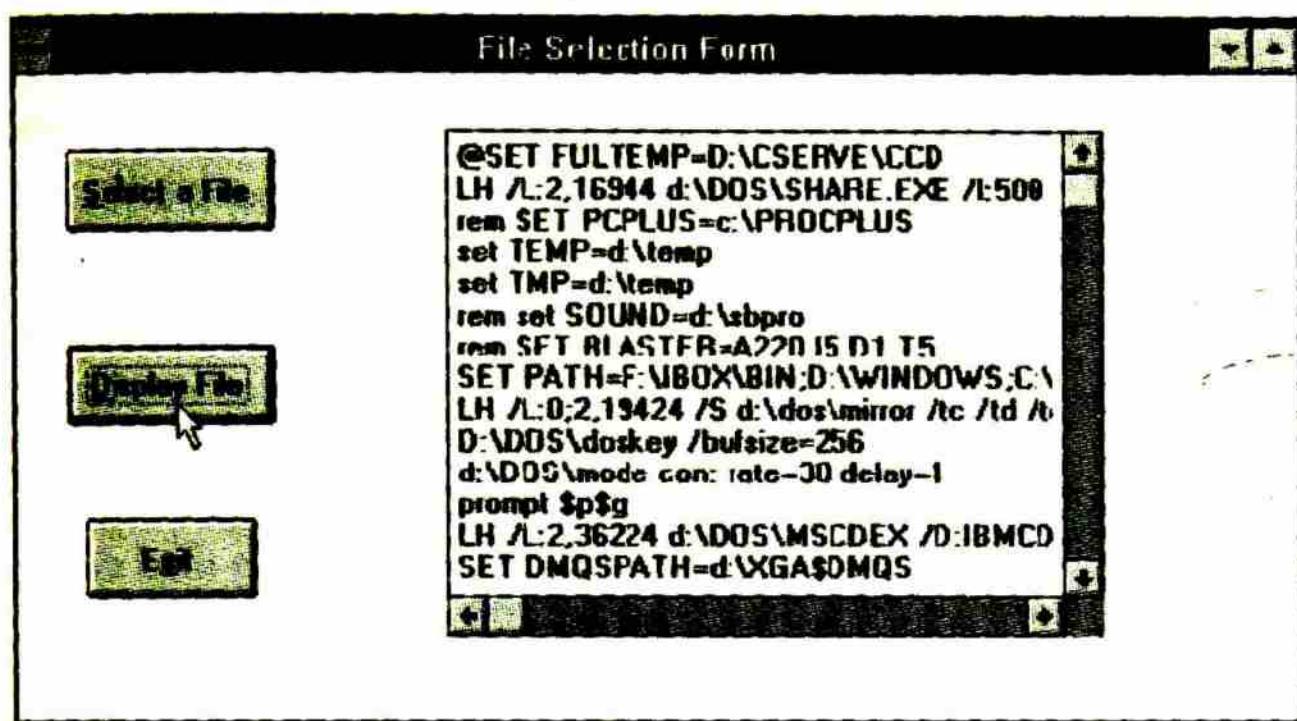 File Selection Form
Select a File
Display File
Exit
@SET FULTEMP=D:\CSERVE\CCD
LH /L:2,16944 d:\DOS\SHARE.EXE /l:500
rem SET PCPLUS=c:\PROCPLUS
set TEMP=d:\temp
set TMP=d:\temp
rem set SOUND=d:\sbpro
rem SET BLASTER=A220 I5 D1 T5
SET PATH=F:\IBOX\BIN;D:\WINDOWS;C:\
LH /L:0;2,19424 /S d:\dos\mirror /tc /td /t
D:\DOS\doskey /bufsize=256
d:\DOS\mode con: rate=30 delay=1
prompt $p$g
LH /L:2,36224 d:\DOS\MSCDEX /D:IBMCD
SET DMQSPATH=d:\XGA$DMQS